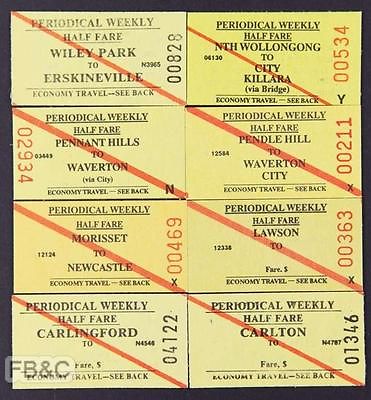 PERIODICAL WEEKLY
HALF FARE
WILEY PARK
TO N3965
ERSKINEVILLE
ECONOMY TRAVEL—SEE BACK
00828
PERIODICAL WEEKLY
HALF FARE
NTH WOLLONGONG
06130 TO
CITY
KILLARA
(via Bridge)
ECONOMY TRAVEL—SEE BACK
Y
00534
02934
PERIODICAL WEEKLY
HALF FARE
PENNANT HILLS
03449 TO
WAVERTON
(via City)
N
ECONOMY TRAVEL—SEE BACK
PERIODICAL WEEKLY
HALF FARE
PENDLE HILL
12584 TO
WAVERTON
CITY
ECONOMY TRAVEL—SEE BACK
X
00211
PERIODICAL WEEKLY
HALF FARE
MORISSET
12124 TO
NEWCASTLE
ECONOMY TRAVEL—SEE BACK
X
00469
PERIODICAL WEEKLY
HALF FARE
LAWSON
12338 TO
Fare, $
ECONOMY TRAVEL—SEE BACK
X
00363
PERIODICAL WEEKLY
HALF FARE
CARLINGFORD
TO N4546
Fare, $
ECONOMY TRAVEL—SEE BACK
04122
PERIODICAL WEEKLY
HALF FARE
CARLTON
TO N4787
Fare, $
ECONOMY TRAVEL—SEE BACK
01346
FB&C